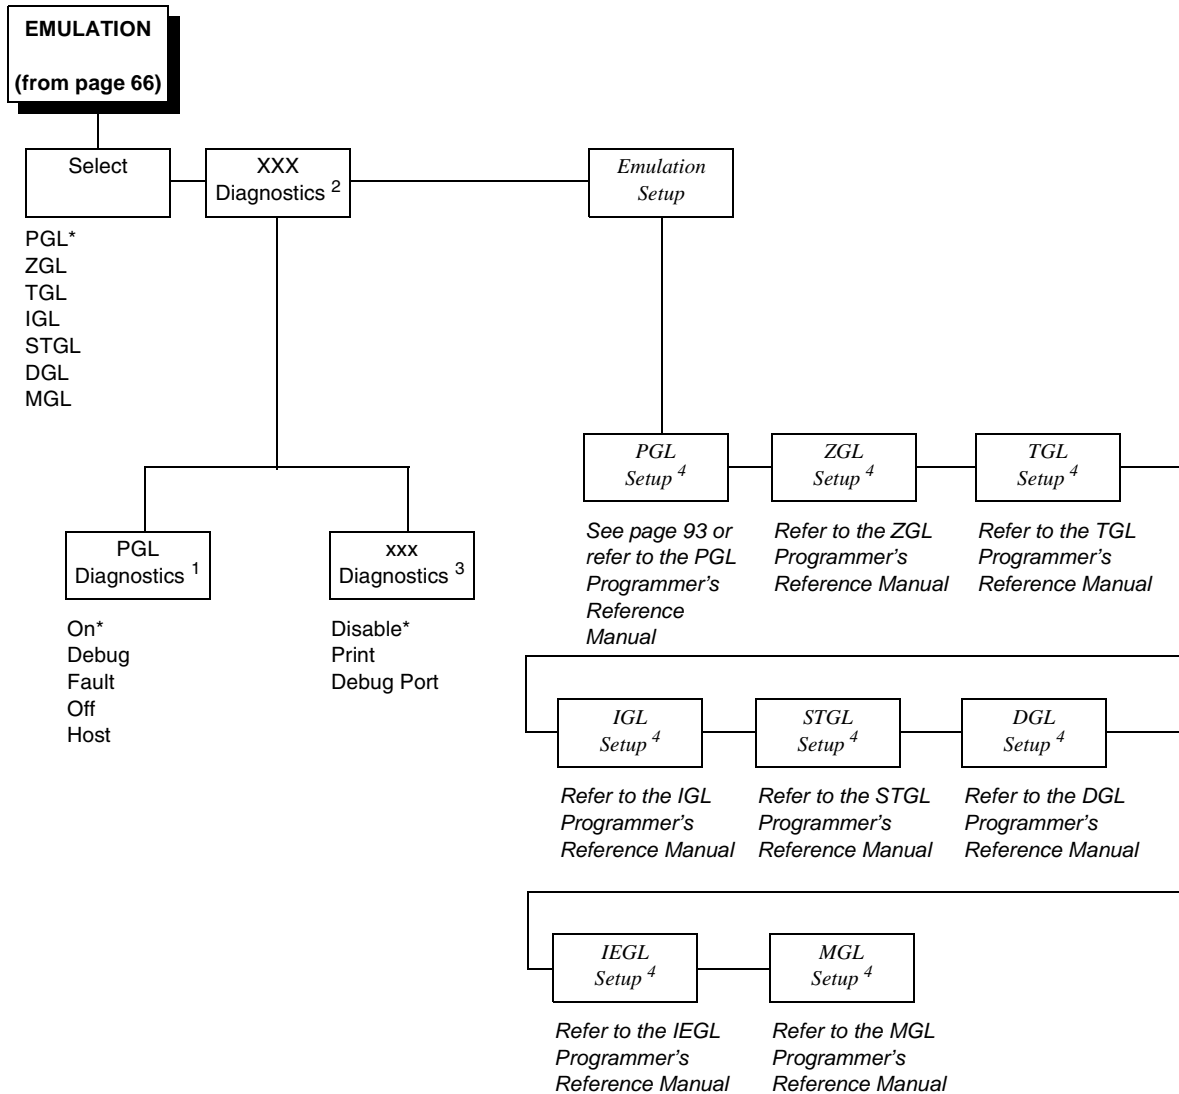 EMULATION
(from page 66)
Select
PGL*
ZGL
TGL
IGL
STGL
DGL
MGL
XXX
Diagnostics 2
Emulation
Setup
PGL
Diagnostics 1
On*
Debug
Fault
Off
Host
xxx
Diagnostics 3
Disable*
Print
Debug Port
PGL
Setup 4
See page 93 or
refer to the PGL
Programmer’s
Reference
Manual
ZGL
Setup 4
Refer to the ZGL
Programmer’s
Reference Manual
TGL
Setup 4
Refer to the TGL
Programmer’s
Reference Manual
IGL
Setup 4
Refer to the IGL
Programmer’s
Reference Manual
STGL
Setup 4
Refer to the STGL
Programmer’s
Reference Manual
DGL
Setup 4
Refer to the DGL
Programmer’s
Reference Manual
IEGL
Setup 4
Refer to the IEGL
Programmer’s
Reference Manual
MGL
Setup 4
Refer to the MGL
Programmer’s
Reference Manual